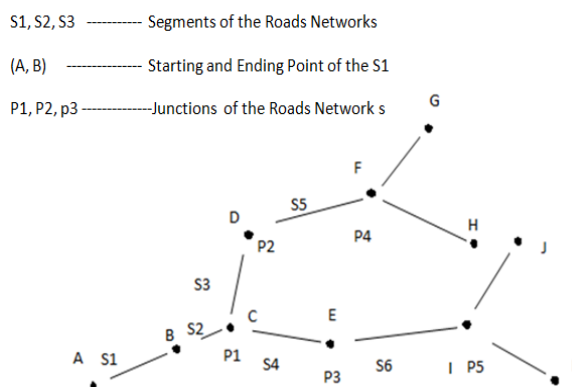 S1, S2, S3 ----------- Segments of the Roads Networks
(A, B) --------------- Starting and Ending Point of the S1
P1, P2, p3 --------------Junctions of the Roads Network s
G
F
S5
D
H
P2
P4
J
S3
C
E
B
S2
A
S1
P1
S4
P3
S6
I
P5